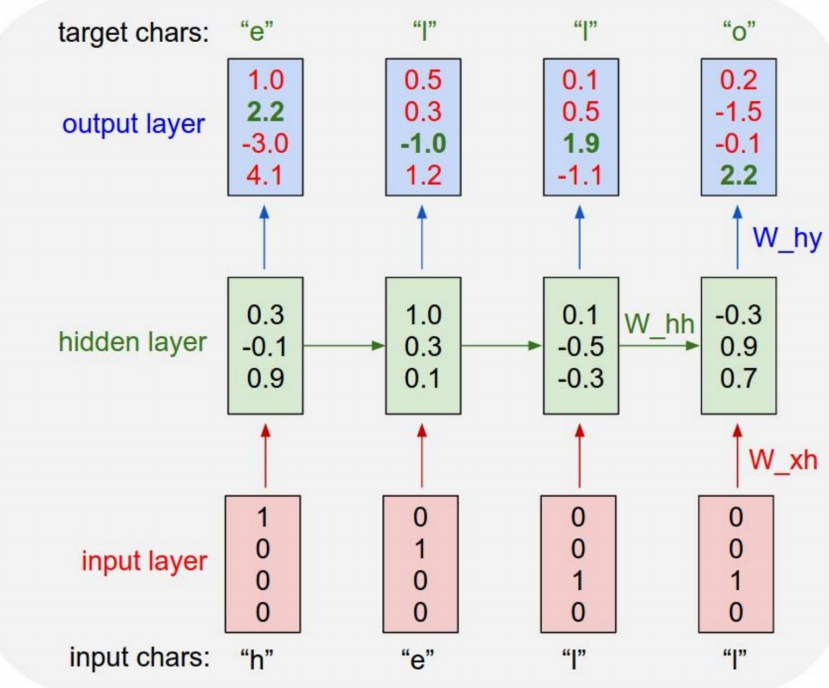 target chars: “e” “l” “l” “o”
output layer
1.0 0.5 0.1 0.2
2.2 0.3 0.5 -1.5
-3.0 -1.0 1.9 -0.1
4.1 1.2 -1.1 2.2
W_hy
hidden layer
0.3 1.0 0.1 -0.3
-0.1 0.3 -0.5 0.9
0.9 0.1 -0.3 0.7
W_hh
W_xh
input layer
1 0 0 0
0 1 0 0
0 0 1 1
0 0 0 0
input chars: “h” “e” “l” “l”